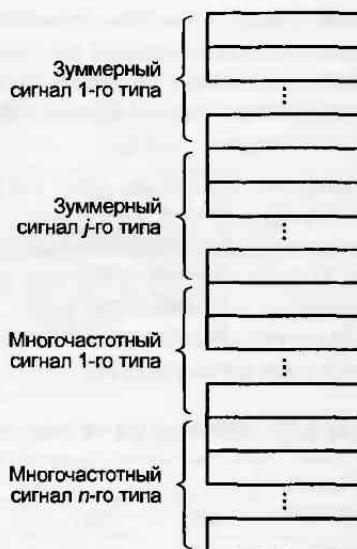 Зуммерный
сигнал 1-го типа
Зуммерный
сигнал j-го типа
Многочастотный
сигнал 1-го типа
Многочастотный
сигнал n-го типа